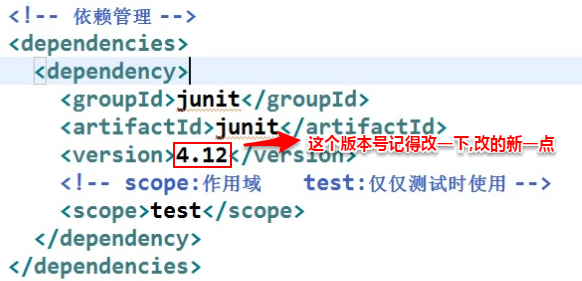 <!-- 依赖管理 -->
<dependencies>
<dependency>
<groupId>junit</groupId>
<artifactId>junit</artifactId>
<version>4.12</version>
这个版本号记得改一下,改的新一点
<!-- scope:作用域 test:仅仅测试时使用 -->
<scope>test</scope>
</dependency>
</dependencies>